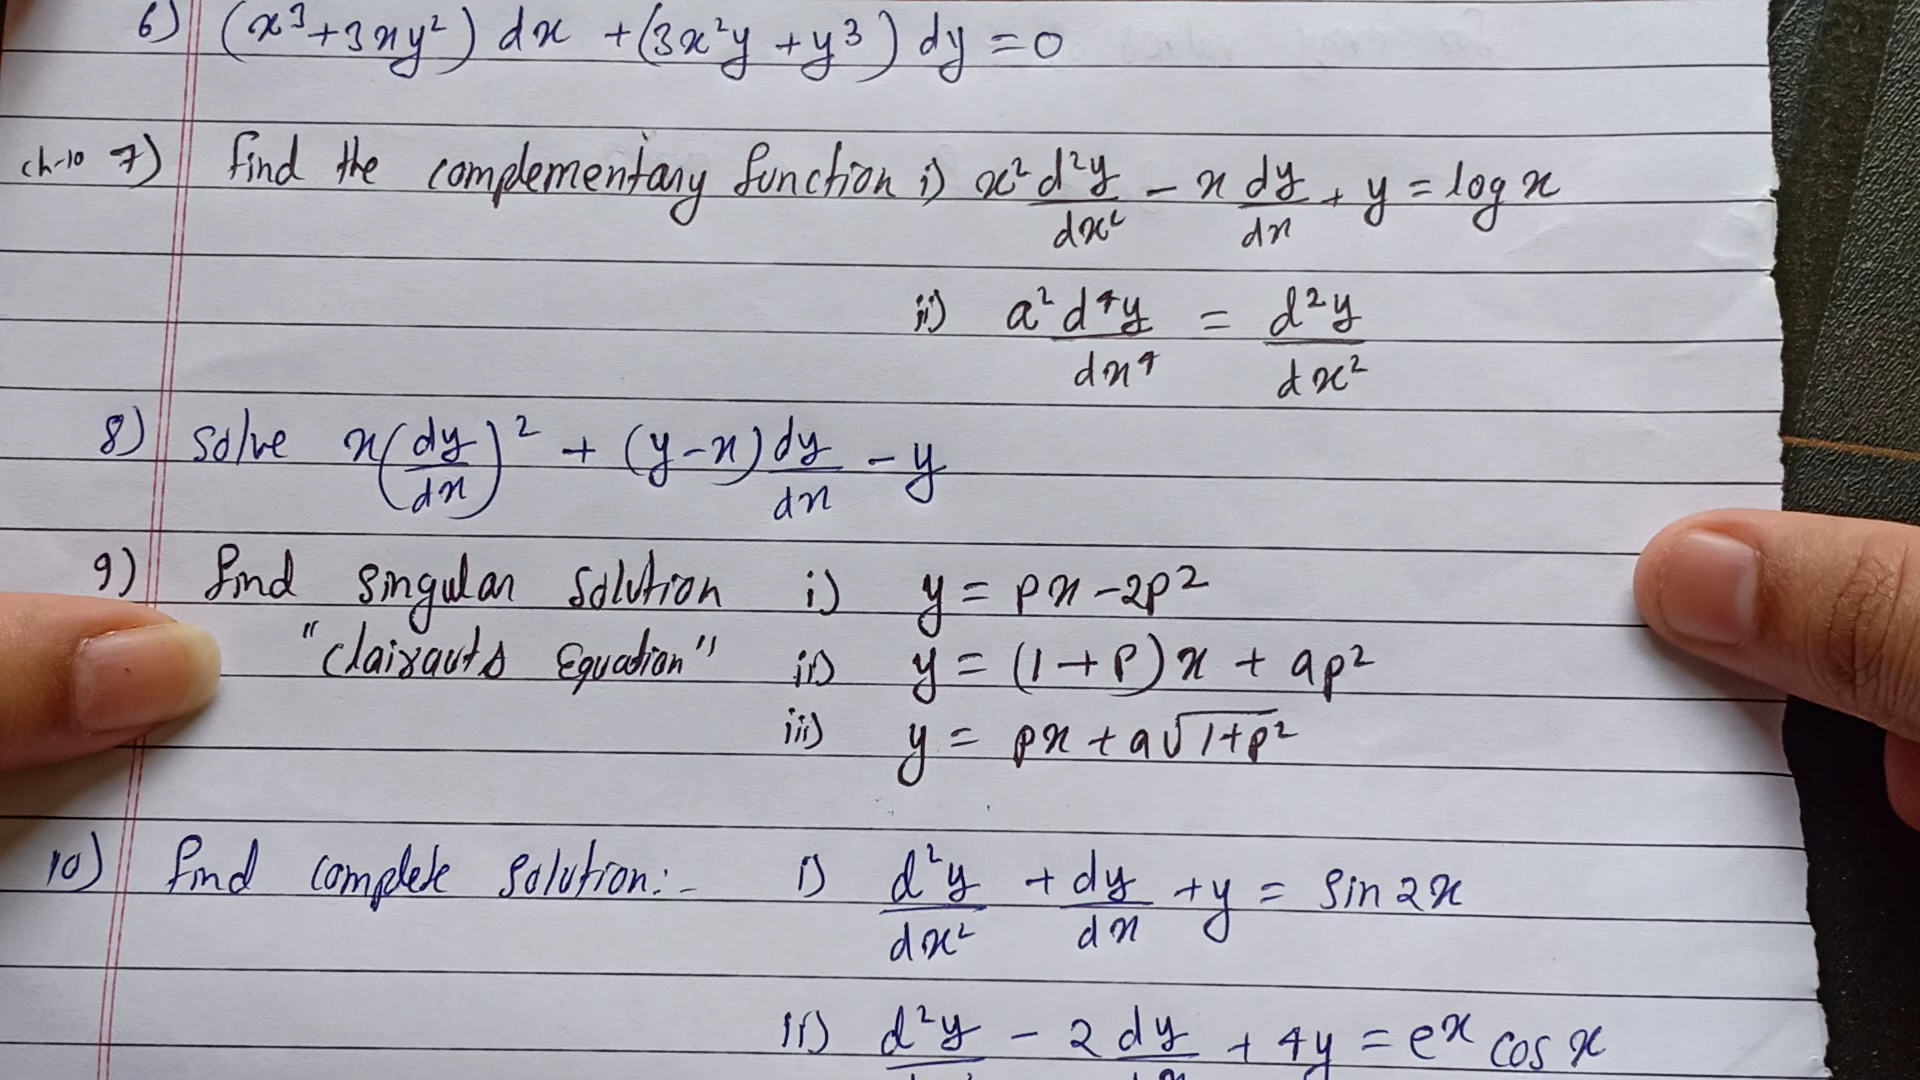 6) (x³+3xy²) dx + (3x²y + y³) dy = 0
ch-10 7) find the complementary function i) x² d²y/dx² - x dy/dx + y = log x
ii) a² d⁴y/dx⁴ = d²y/dx²
8) Solve x(dy/dx)² + (y-x) dy/dx - y
9) find singular solution i) y = px - 2p²
"clairauts Equation" ii) y = (1+p)x + ap²
iii) y = px + a√1+p²
10) find complete solution:- i) d²y/dx² + dy/dx + y = sin 2x
ii) d²y/dx² - 2 dy/dx + 4y = eˣ cos x